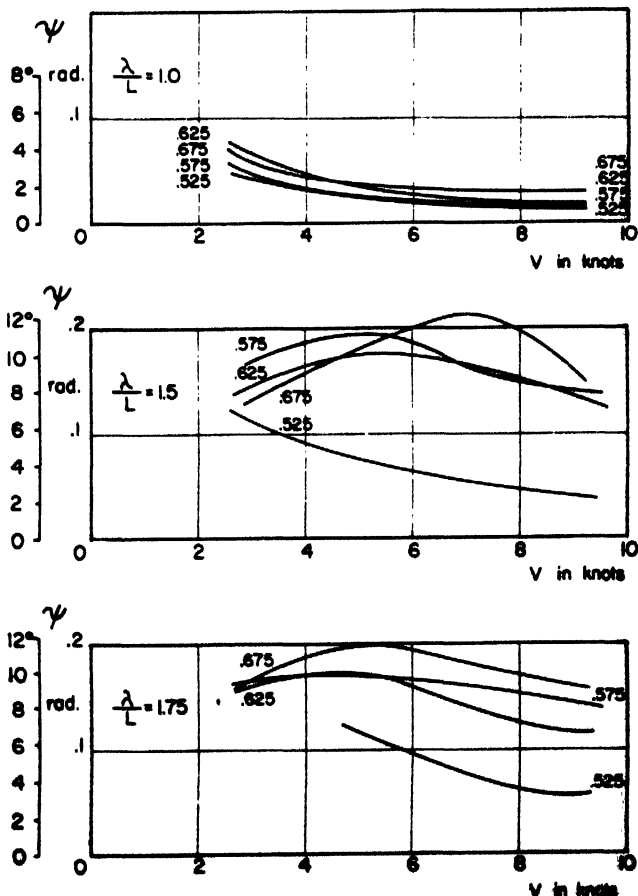 ψ
8° rad. λ/L = 1.0
6 .1
4 .625
.675
2 .575
.525
.675
.625
.575
.525
0 0 2 4 6 8 10
V in knots
ψ
12° .2
10 .575
rad. λ/L = 1.5
8 .625
.675
6 .1 .525
4
2
0 0 2 4 6 8 10
V in knots
ψ
12° .2
10 .675
.575
8 rad. λ/L = 1.75 .625
6 .1
4 .525
2
0 0 2 4 6 8 10
V in knots